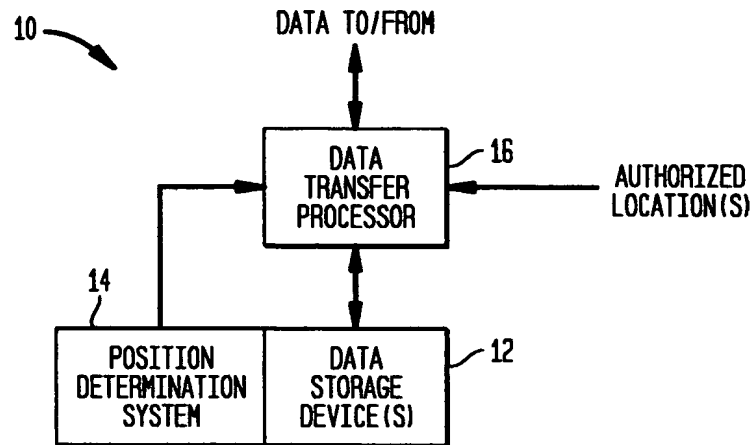 10
DATA TO/FROM
DATA
TRANSFER
PROCESSOR
16
AUTHORIZED
LOCATION(S)
14
POSITION
DETERMINATION
SYSTEM
DATA
STORAGE
DEVICE(S)
12